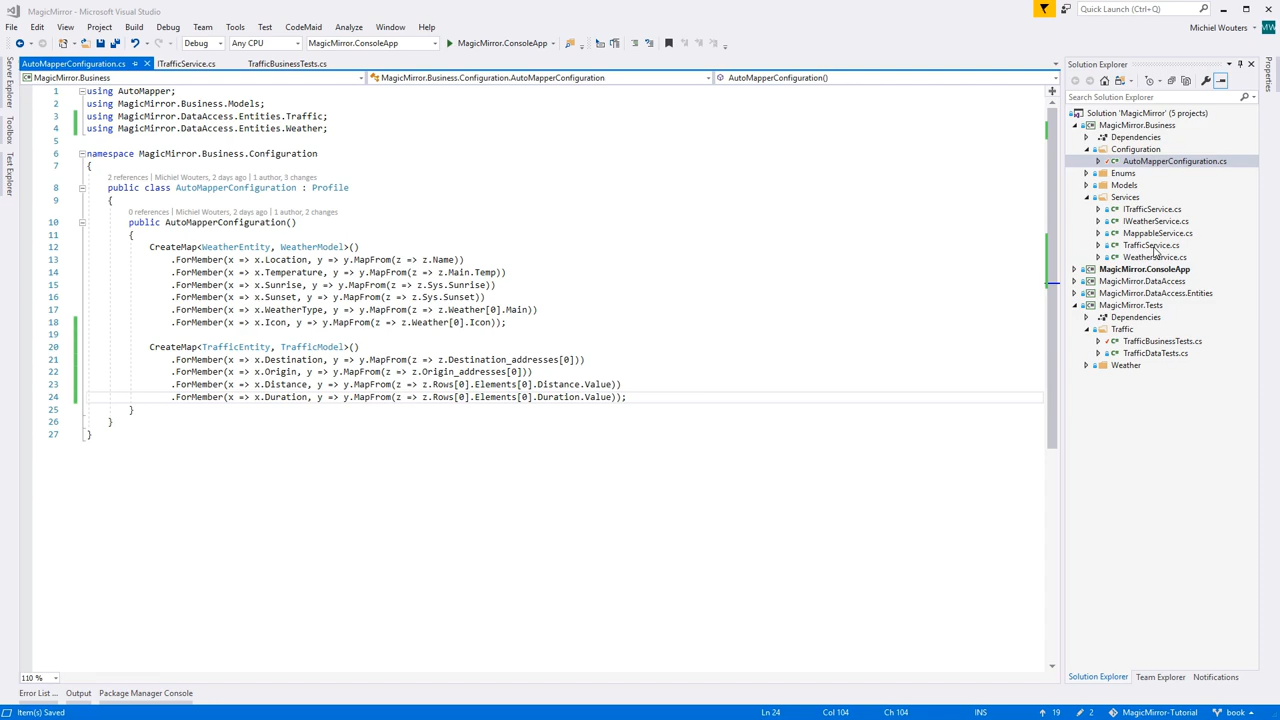 MagicMirror - Microsoft Visual Studio
Quick Launch (Ctrl+Q)
File Edit View Project Build Debug Team Tools Test CodeMaid Analyze Window Help
Michiel Wouters MW
Debug Any CPU MagicMirror.ConsoleApp MagicMirror.ConsoleApp
Server Explorer
Toolbox
Test Explorer
AutoMapperConfiguration.cs ITrafficService.cs TrafficBusinessTests.cs
MagicMirror.Business MagicMirror.Business.Configuration.AutoMapperConfiguration AutoMapperConfiguration()
1 using AutoMapper;
2 using MagicMirror.Business.Models;
3 using MagicMirror.DataAccess.Entities.Traffic;
4 using MagicMirror.DataAccess.Entities.Weather;
5
6 namespace MagicMirror.Business.Configuration
7 {
2 references | Michiel Wouters, 2 days ago | 1 author, 3 changes
8 public class AutoMapperConfiguration : Profile
9 {
0 references | Michiel Wouters, 2 days ago | 1 author, 2 changes
10 public AutoMapperConfiguration()
11 {
12 CreateMap<WeatherEntity, WeatherModel>()
13 .ForMember(x => x.Location, y => y.MapFrom(z => z.Name))
14 .ForMember(x => x.Temperature, y => y.MapFrom(z => z.Main.Temp))
15 .ForMember(x => x.Sunrise, y => y.MapFrom(z => z.Sys.Sunrise))
16 .ForMember(x => x.Sunset, y => y.MapFrom(z => z.Sys.Sunset))
17 .ForMember(x => x.WeatherType, y => y.MapFrom(z => z.Weather[0].Main))
18 .ForMember(x => x.Icon, y => y.MapFrom(z => z.Weather[0].Icon));
19
20 CreateMap<TrafficEntity, TrafficModel>()
21 .ForMember(x => x.Destination, y => y.MapFrom(z => z.Destination_addresses[0]))
22 .ForMember(x => x.Origin, y => y.MapFrom(z => z.Origin_addresses[0]))
23 .ForMember(x => x.Distance, y => y.MapFrom(z => z.Rows[0].Elements[0].Distance.Value))
24 .ForMember(x => x.Duration, y => y.MapFrom(z => z.Rows[0].Elements[0].Duration.Value));
25 }
26 }
27 }
110 %
Solution Explorer
Search Solution Explorer
Solution 'MagicMirror' (5 projects)
MagicMirror.Business
Dependencies
Configuration
AutoMapperConfiguration.cs
Enums
Models
Services
ITrafficService.cs
IWeatherService.cs
MappableService.cs
TrafficService.cs
WeatherService.cs
MagicMirror.ConsoleApp
MagicMirror.DataAccess
MagicMirror.DataAccess.Entities
MagicMirror.Tests
Dependencies
Traffic
TrafficBusinessTests.cs
TrafficDataTests.cs
Weather
Solution Explorer Team Explorer Notifications
Properties
Error List ... Output Package Manager Console
Item(s) Saved Ln 24 Col 104 Ch 104 INS 19 2 MagicMirror-Tutorial book